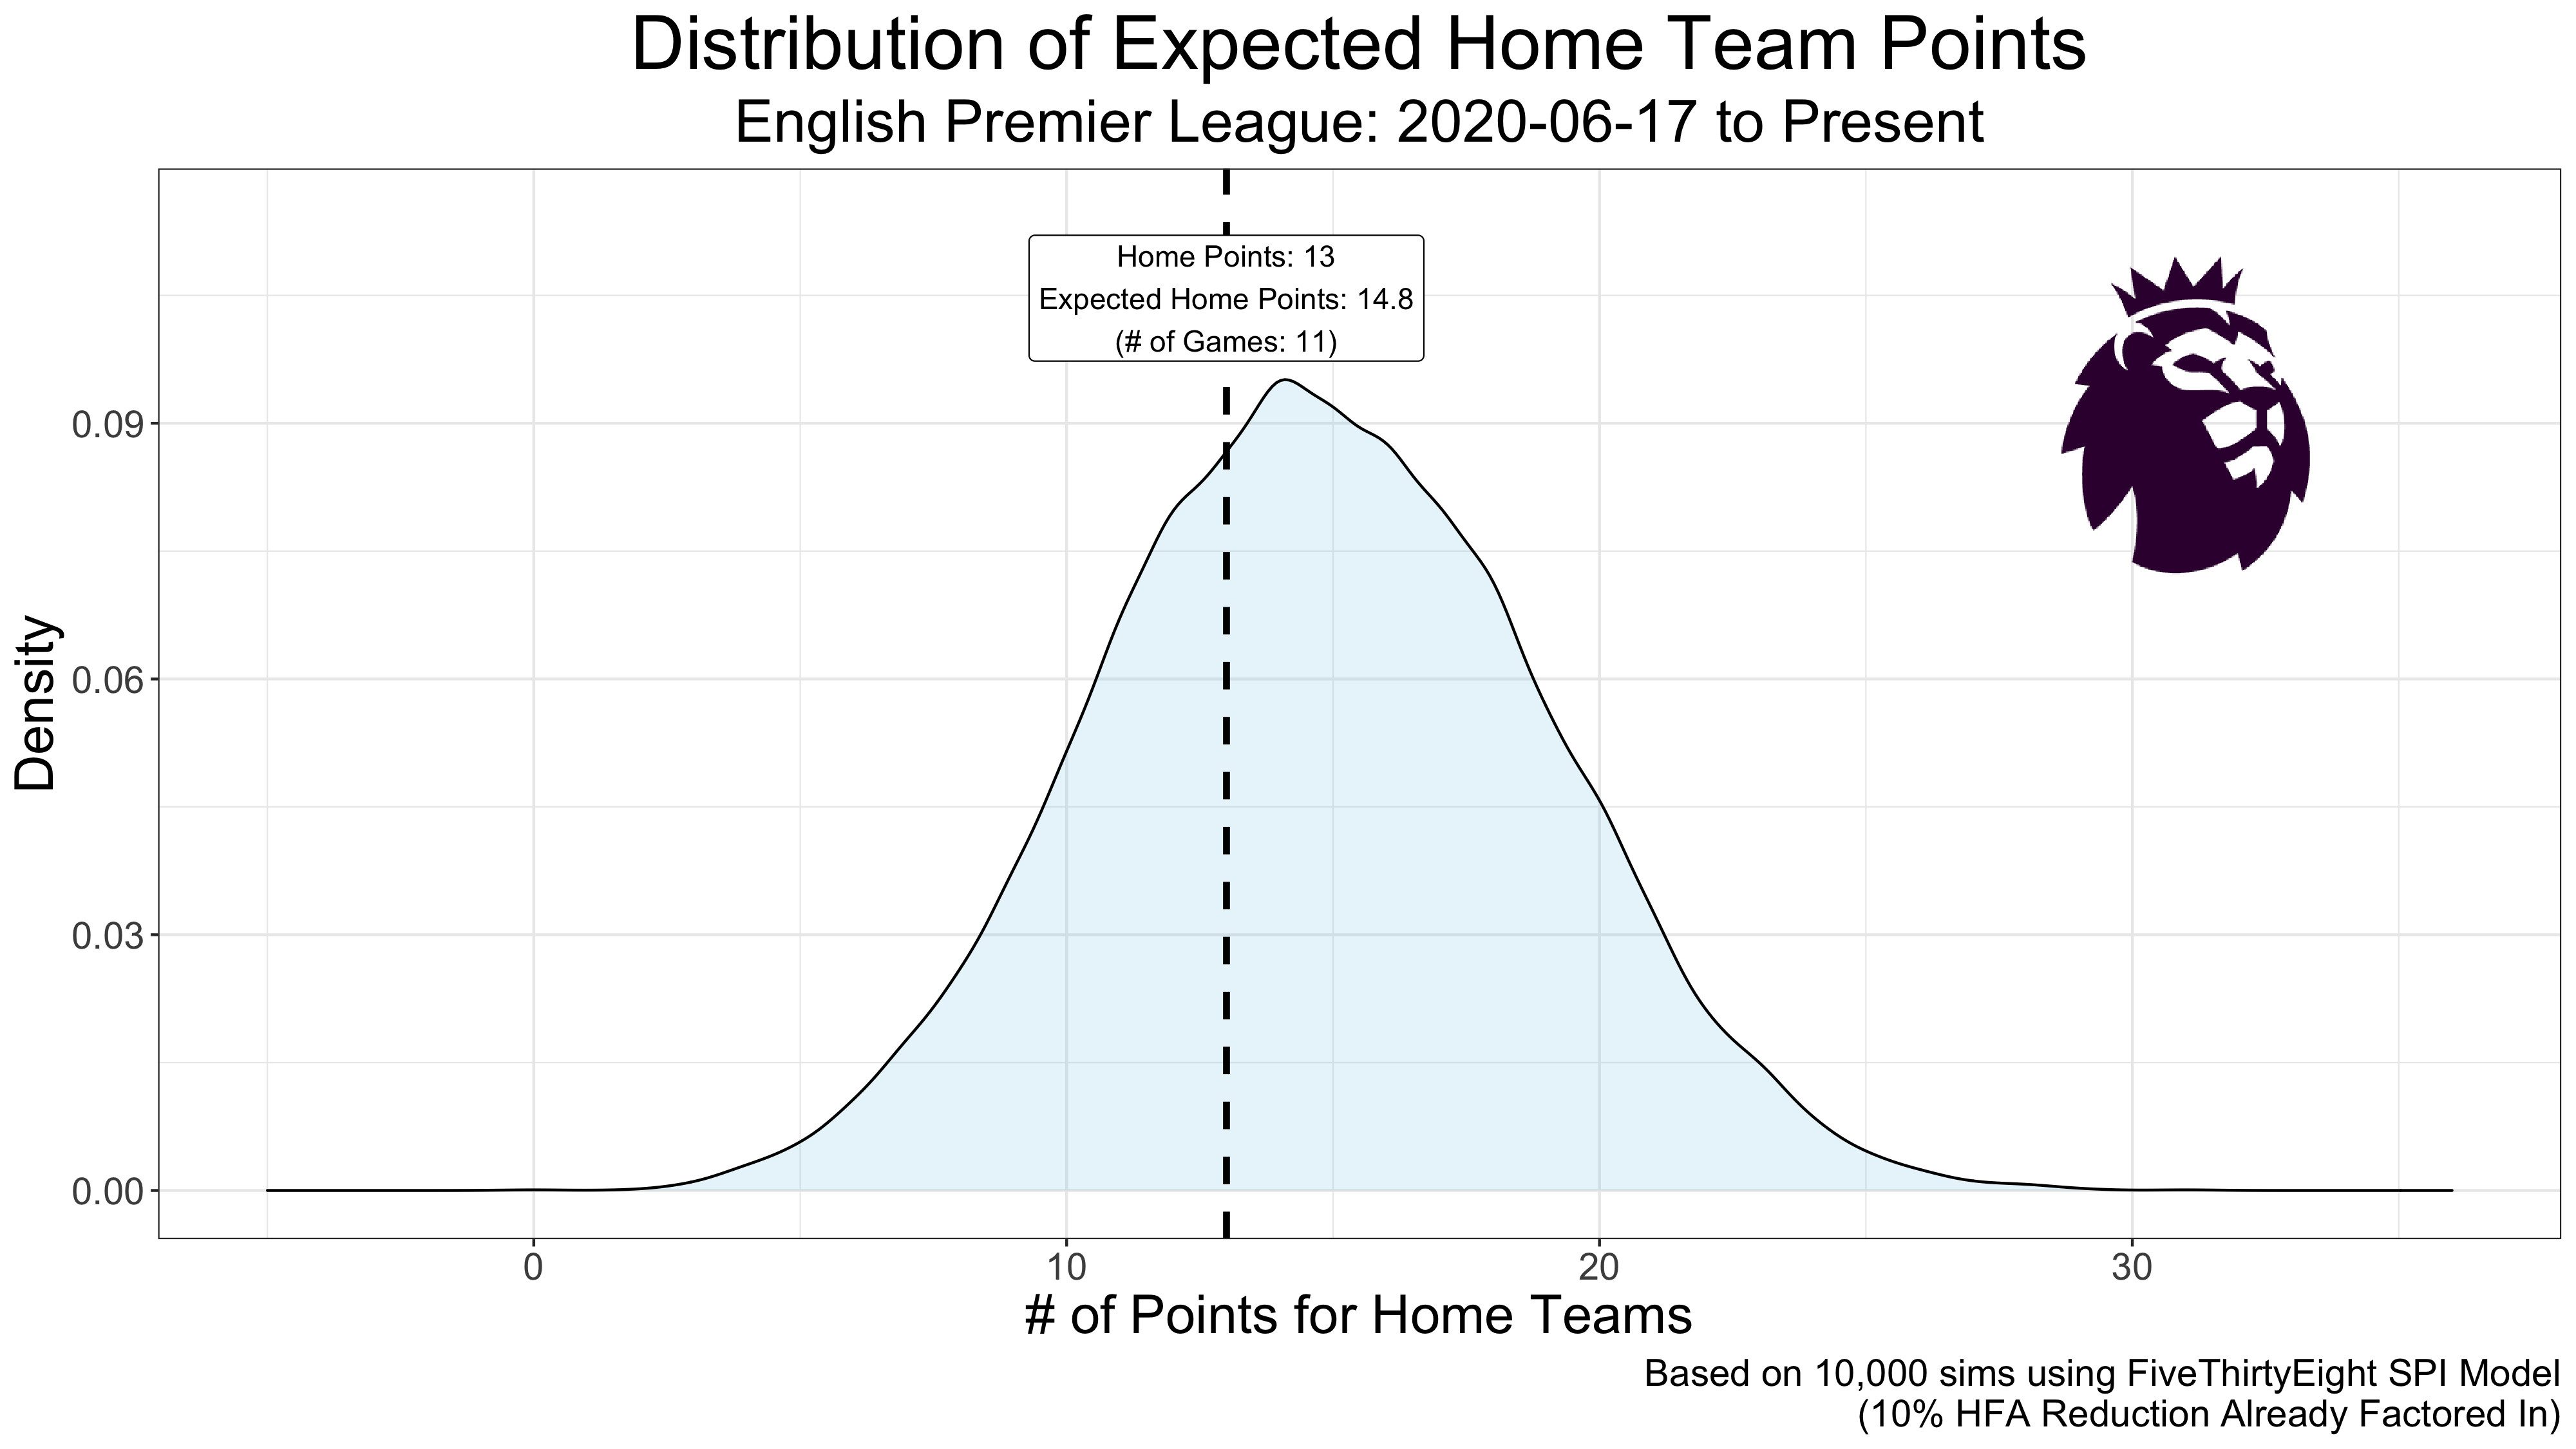 Distribution of Expected Home Team Points
English Premier League: 2020-06-17 to Present
Home Points: 13
Expected Home Points: 14.8
(# of Games: 11)
Density
0.09
0.06
0.03
0.00
0
10
20
30
# of Points for Home Teams
Based on 10,000 sims using FiveThirtyEight SPI Model
(10% HFA Reduction Already Factored In)